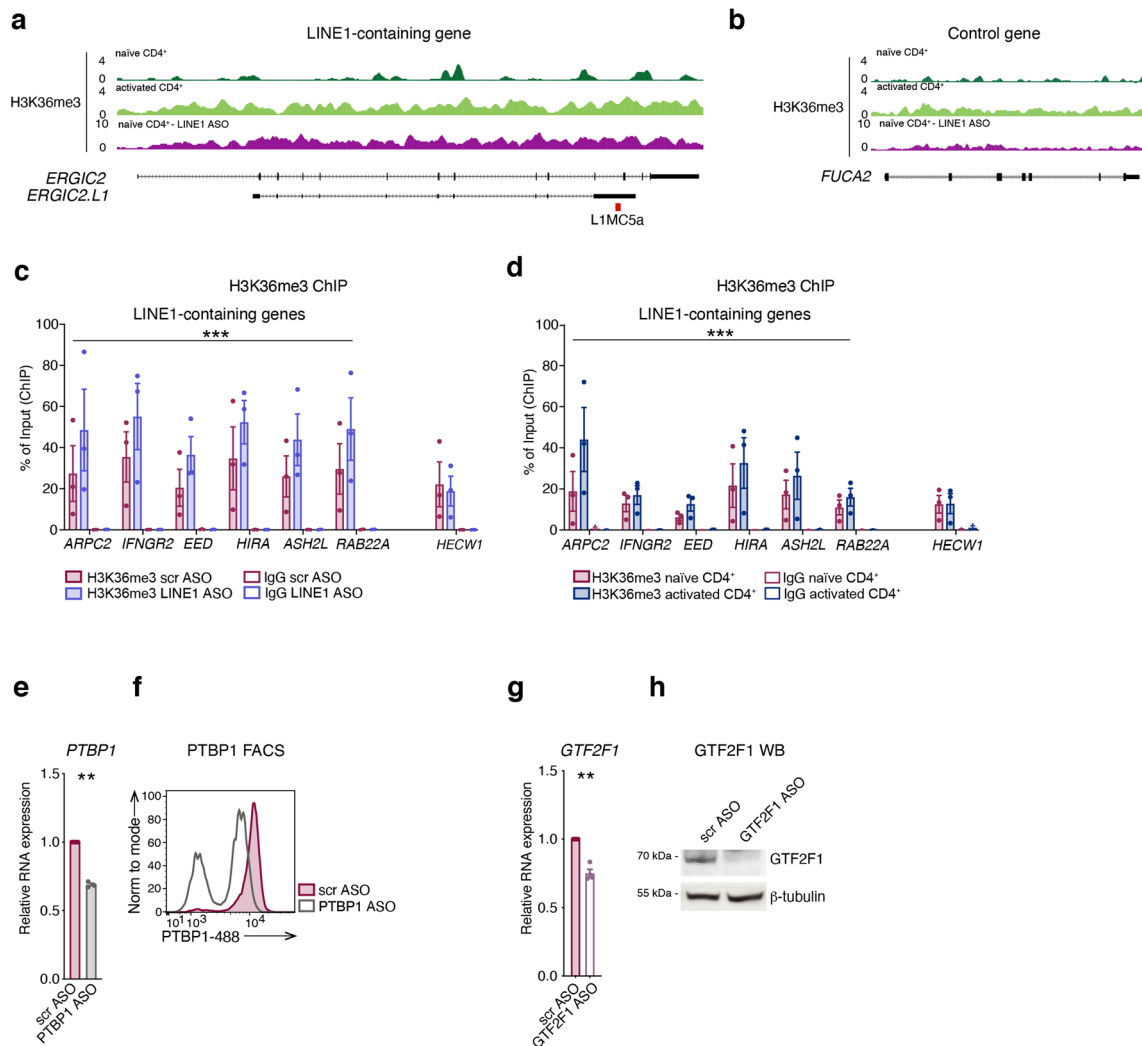 a
LINE1-containing gene
naïve CD4⁺
4
0
activated CD4⁺
H3K36me3
4
0
naïve CD4⁺ - LINE1 ASO
10
0
ERGIC2
ERGIC2.L1
L1MC5a
b
Control gene
naïve CD4⁺
4
0
activated CD4⁺
H3K36me3
4
0
naïve CD4⁺ - LINE1 ASO
10
0
FUCA2
c
H3K36me3 ChIP
LINE1-containing genes
***
% of Input (ChIP)
100
80
60
40
20
0
ARPC2 IFNGR2 EED HIRA ASH2L RAB22A HECW1
H3K36me3 scr ASO IgG scr ASO
H3K36me3 LINE1 ASO IgG LINE1 ASO
d
H3K36me3 ChIP
LINE1-containing genes
***
% of Input (ChIP)
100
80
60
40
20
0
ARPC2 IFNGR2 EED HIRA ASH2L RAB22A HECW1
H3K36me3 naïve CD4⁺ IgG naïve CD4⁺
H3K36me3 activated CD4⁺ IgG activated CD4⁺
e
PTBP1
**
Relative RNA expression
1.5
1.0
0.5
0.0
scr ASO
PTBP1 ASO
f
PTBP1 FACS
Norm to mode
100
80
60
40
20
0
10¹ 10³ 10⁴
PTBP1-488
scr ASO
PTBP1 ASO
g
GTF2F1
**
Relative RNA expression
1.5
1.0
0.5
0.0
scr ASO
GTF2F1 ASO
h
GTF2F1 WB
scr ASO
GTF2F1 ASO
70 kDa - GTF2F1
55 kDa - β-tubulin